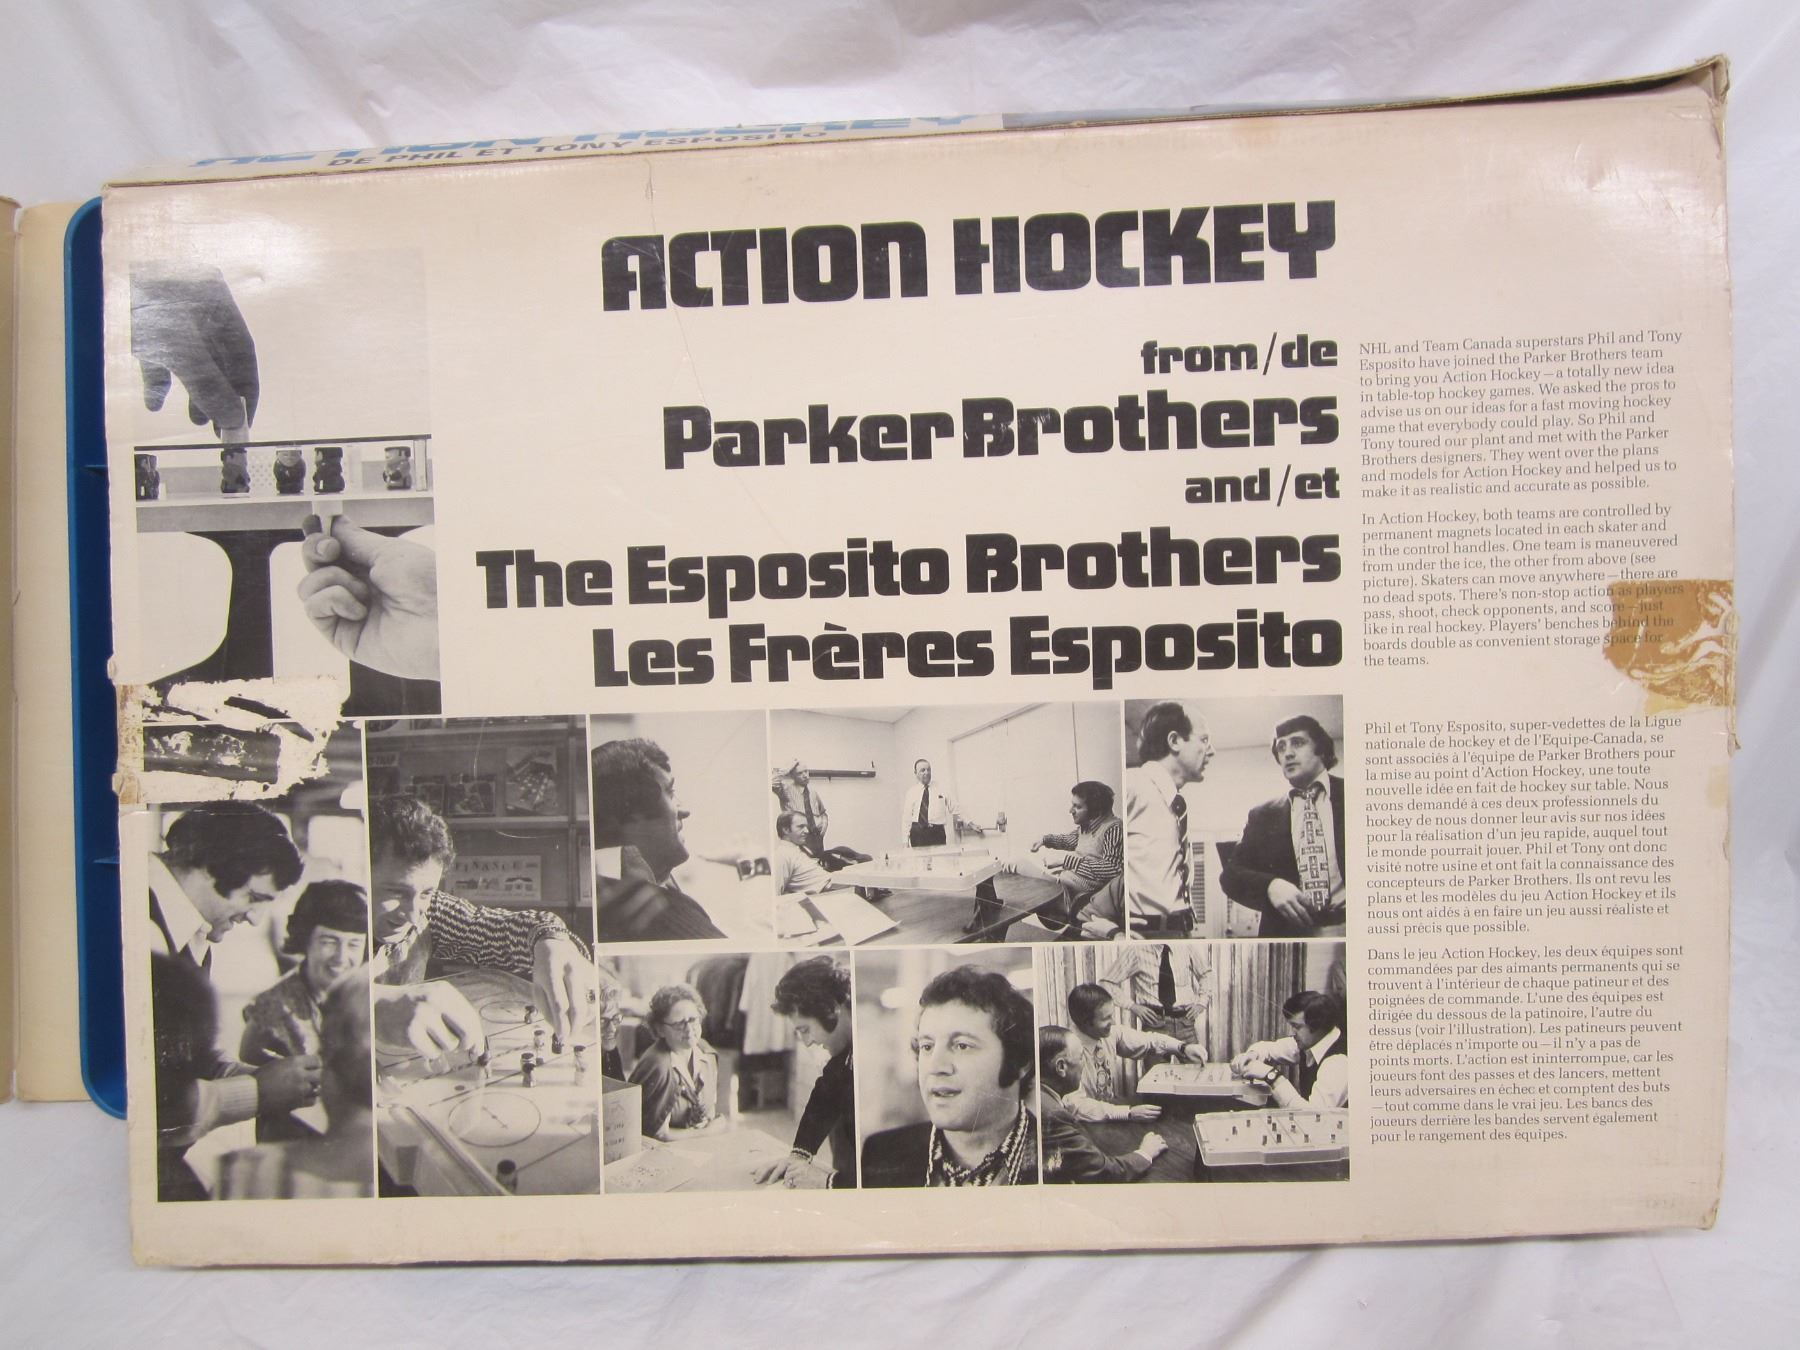 ACTION HOCKEY
DE PHIL ET TONY ESPOSITO
ACTION HOCKEY
from/de
Parker Brothers
and/et
The Esposito Brothers
Les Frères Esposito
NHL and Team Canada superstars Phil and Tony
Esposito have joined the Parker Brothers team
to bring you Action Hockey—a totally new idea
in table-top hockey games. We asked the pros to
advise us on our ideas for a fast moving hockey
game that everybody could play. So Phil and
Tony toured our plant and met with the Parker
Brothers designers. They went over the plans
and models for Action Hockey and helped us to
make it as realistic and accurate as possible.
In Action Hockey, both teams are controlled by
permanent magnets located in each skater and
in the control handles. One team is maneuvered
from under the ice, the other from above (see
picture). Skaters can move anywhere—there are
no dead spots. There's non-stop action as players
pass, shoot, check opponents, and score—just
like in real hockey. Players' benches behind the
boards double as convenient storage space for
the teams.
Phil et Tony Esposito, super-vedettes de la Ligue
nationale de hockey et de l'Equipe-Canada, se
sont associés à l'équipe de Parker Brothers pour
la mise au point d'Action Hockey, une toute
nouvelle idée en fait de hockey sur table. Nous
avons demandé à ces deux professionnels du
hockey de nous donner leur avis sur nos idées
pour la réalisation d'un jeu rapide, auquel tout
le monde pourrait jouer. Phil et Tony ont donc
visité notre usine et ont fait la connaissance des
concepteurs de Parker Brothers. Ils ont revu les
plans et les modèles du jeu Action Hockey et ils
nous ont aidés à en faire un jeu aussi réaliste et
aussi précis que possible.
Dans le jeu Action Hockey, les deux équipes sont
commandées par des aimants permanents qui se
trouvent à l'intérieur de chaque patineur et des
poignées de commande. L'une des équipes est
dirigée du dessous de la patinoire, l'autre du
dessus (voir l'illustration). Les patineurs peuvent
être déplacés n'importe ou—il n'y a pas de
points morts. L'action est ininterrompue, car les
joueurs font des passes et des lancers, mettent
leurs adversaires en échec et comptent des buts
—tout comme dans le vrai jeu. Les bancs des
joueurs derrière les bandes servent également
pour le rangement des équipes.
FINANCE